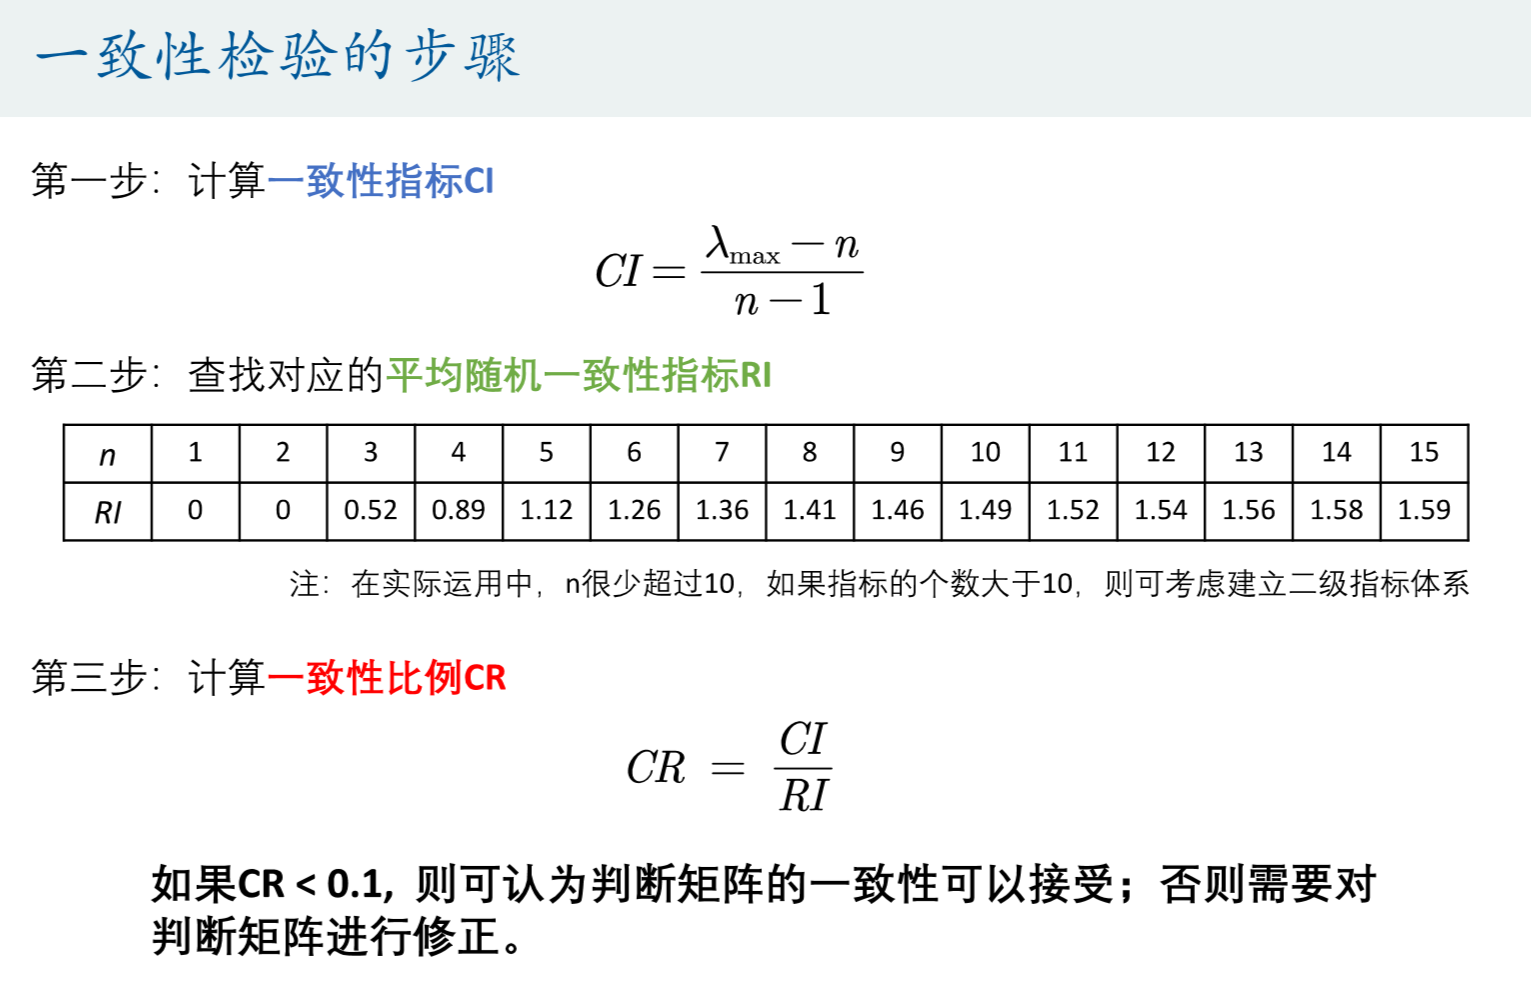 一致性检验的步骤
第一步：计算一致性指标CI
CI = (λmax − n) / (n − 1)
第二步：查找对应的平均随机一致性指标RI
n 1 2 3 4 5 6 7 8 9 10 11 12 13 14 15
RI 0 0 0.52 0.89 1.12 1.26 1.36 1.41 1.46 1.49 1.52 1.54 1.56 1.58 1.59
注：在实际运用中，n很少超过10，如果指标的个数大于10，则可考虑建立二级指标体系
第三步：计算一致性比例CR
CR = CI / RI
如果CR < 0.1, 则可认为判断矩阵的一致性可以接受；否则需要对
判断矩阵进行修正。